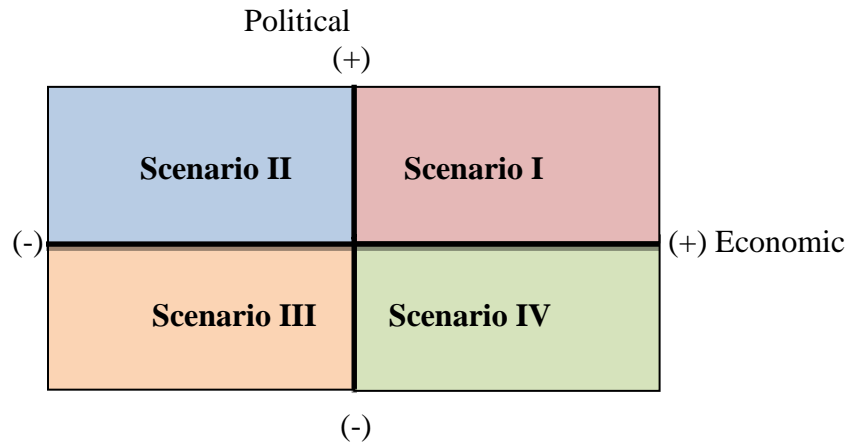 Political
(+)
Scenario II
Scenario I
(-)
(+) Economic
Scenario III
Scenario IV
(-)